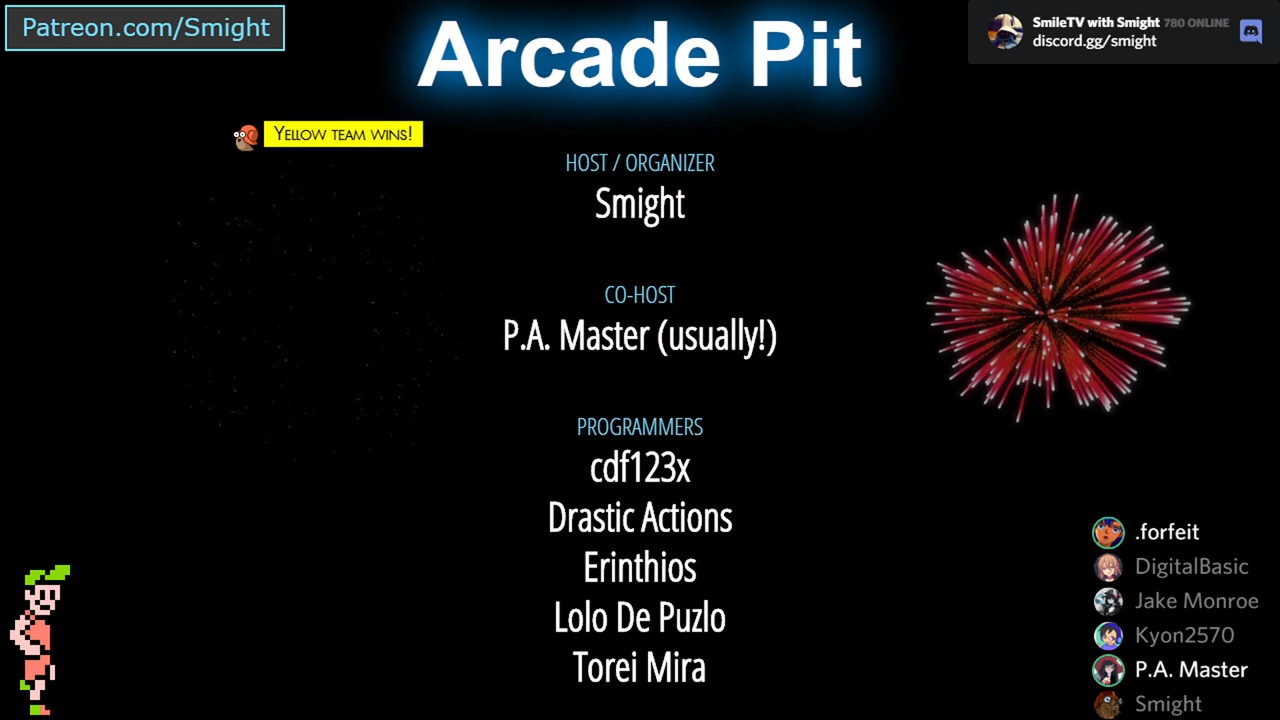 Patreon.com/Smight
Arcade Pit
SmileTV with Smight 780 ONLINE
discord.gg/smight
YELLOW TEAM WINS!
HOST / ORGANIZER
Smight
CO-HOST
P.A. Master (usually!)
PROGRAMMERS
cdf123x
Drastic Actions
Erinthios
Lolo De Puzlo
Torei Mira
.forfeit
DigitalBasic
Jake Monroe
Kyon2570
P.A. Master
Smight